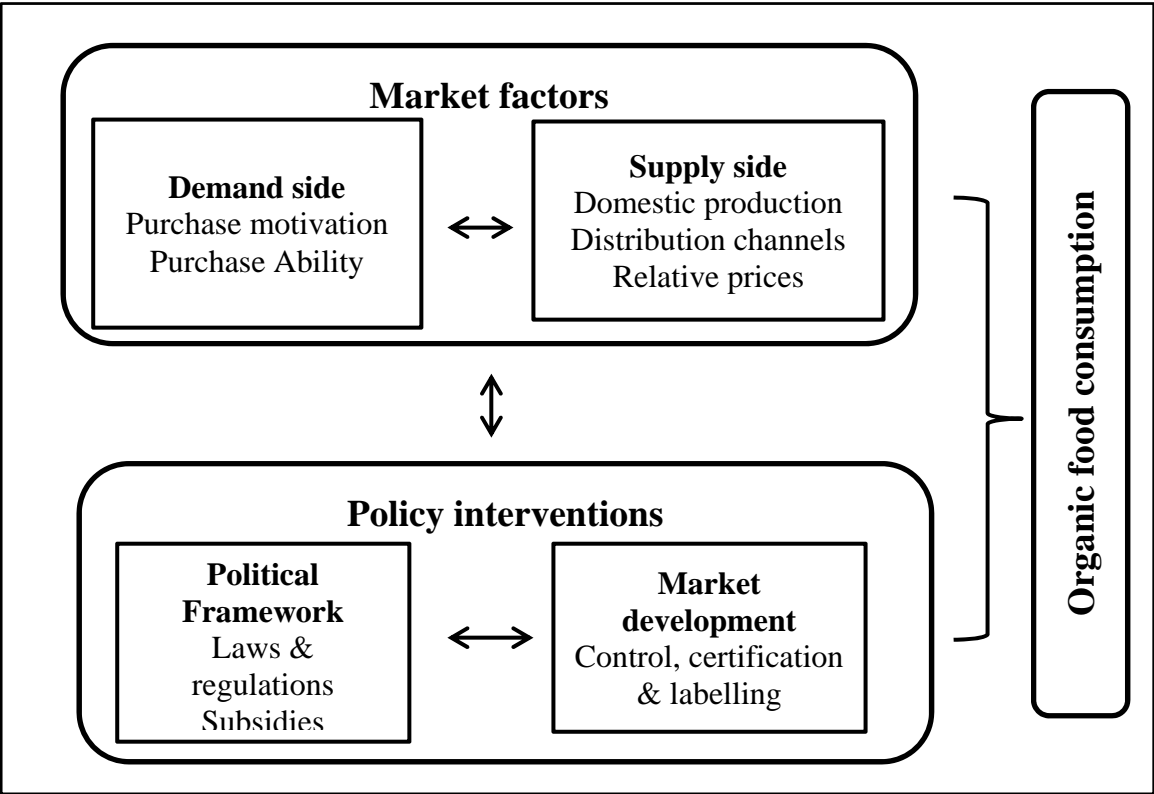 Market factors
Demand side
Purchase motivation
Purchase Ability
Supply side
Domestic production
Distribution channels
Relative prices
Policy interventions
Political
Framework
Laws &
regulations
Subsidies
Market
development
Control, certification
& labelling
Organic food consumption